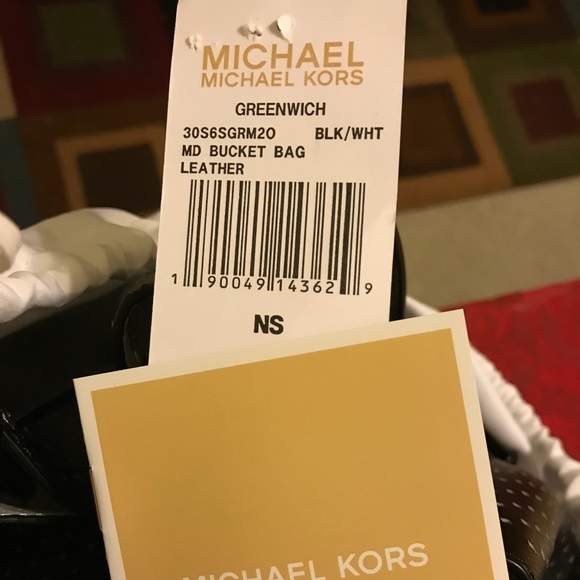 MICHAEL
MICHAEL KORS
GREENWICH
30S6SGRM2O BLK/WHT
MD BUCKET BAG
LEATHER
1 90049 14362 9
NS
MICHAEL KORS